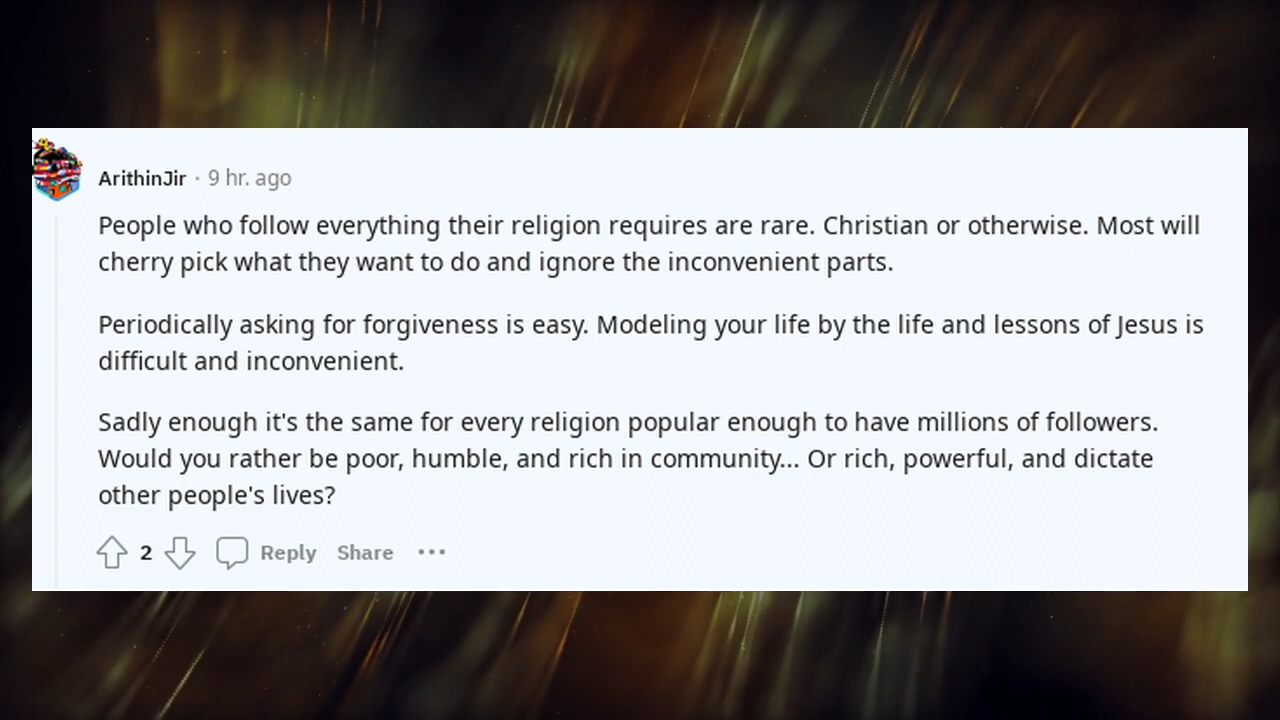 ArithinJir · 9 hr. ago
People who follow everything their religion requires are rare. Christian or otherwise. Most will
cherry pick what they want to do and ignore the inconvenient parts.
Periodically asking for forgiveness is easy. Modeling your life by the life and lessons of Jesus is
difficult and inconvenient.
Sadly enough it's the same for every religion popular enough to have millions of followers.
Would you rather be poor, humble, and rich in community... Or rich, powerful, and dictate
other people's lives?
2 Reply Share ...